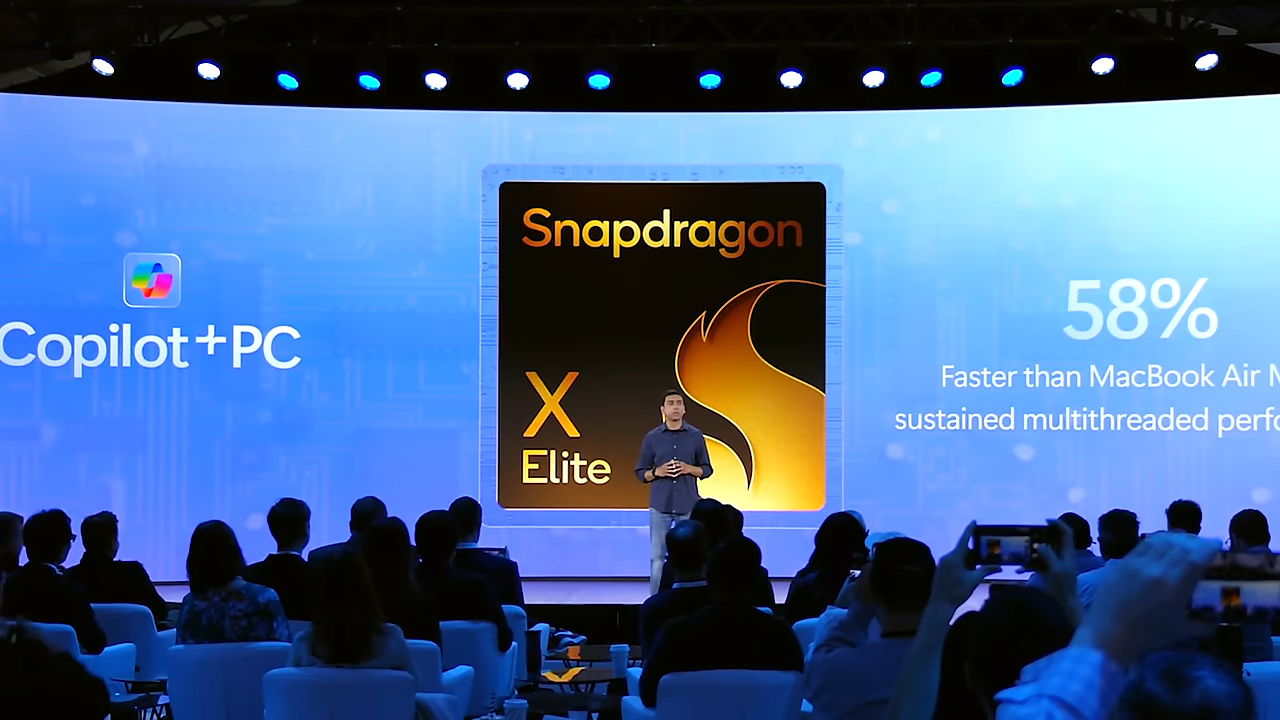 Copilot+PC
Snapdragon
X
Elite
58%
Faster than MacBook Air
sustained multithreaded